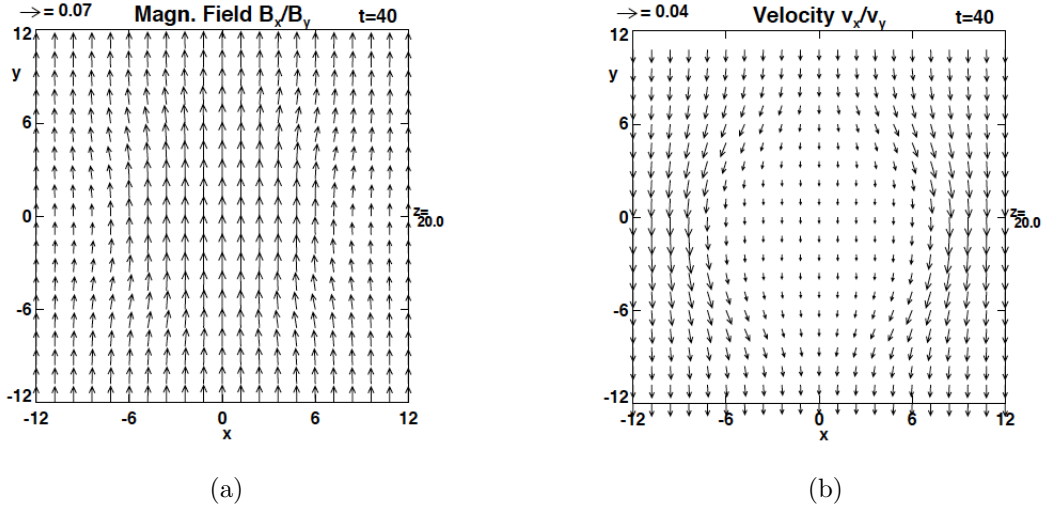 = 0.07 Magn. Field Bx/By t=40
12
y
6
0
-6
-12
-12 -6 0 6 12
x
z=
20.0
(a)
= 0.04 Velocity vx/vy t=40
12
y
6
0
-6
-12
-12 -6 0 6 12
x
z=
20.0
(b)